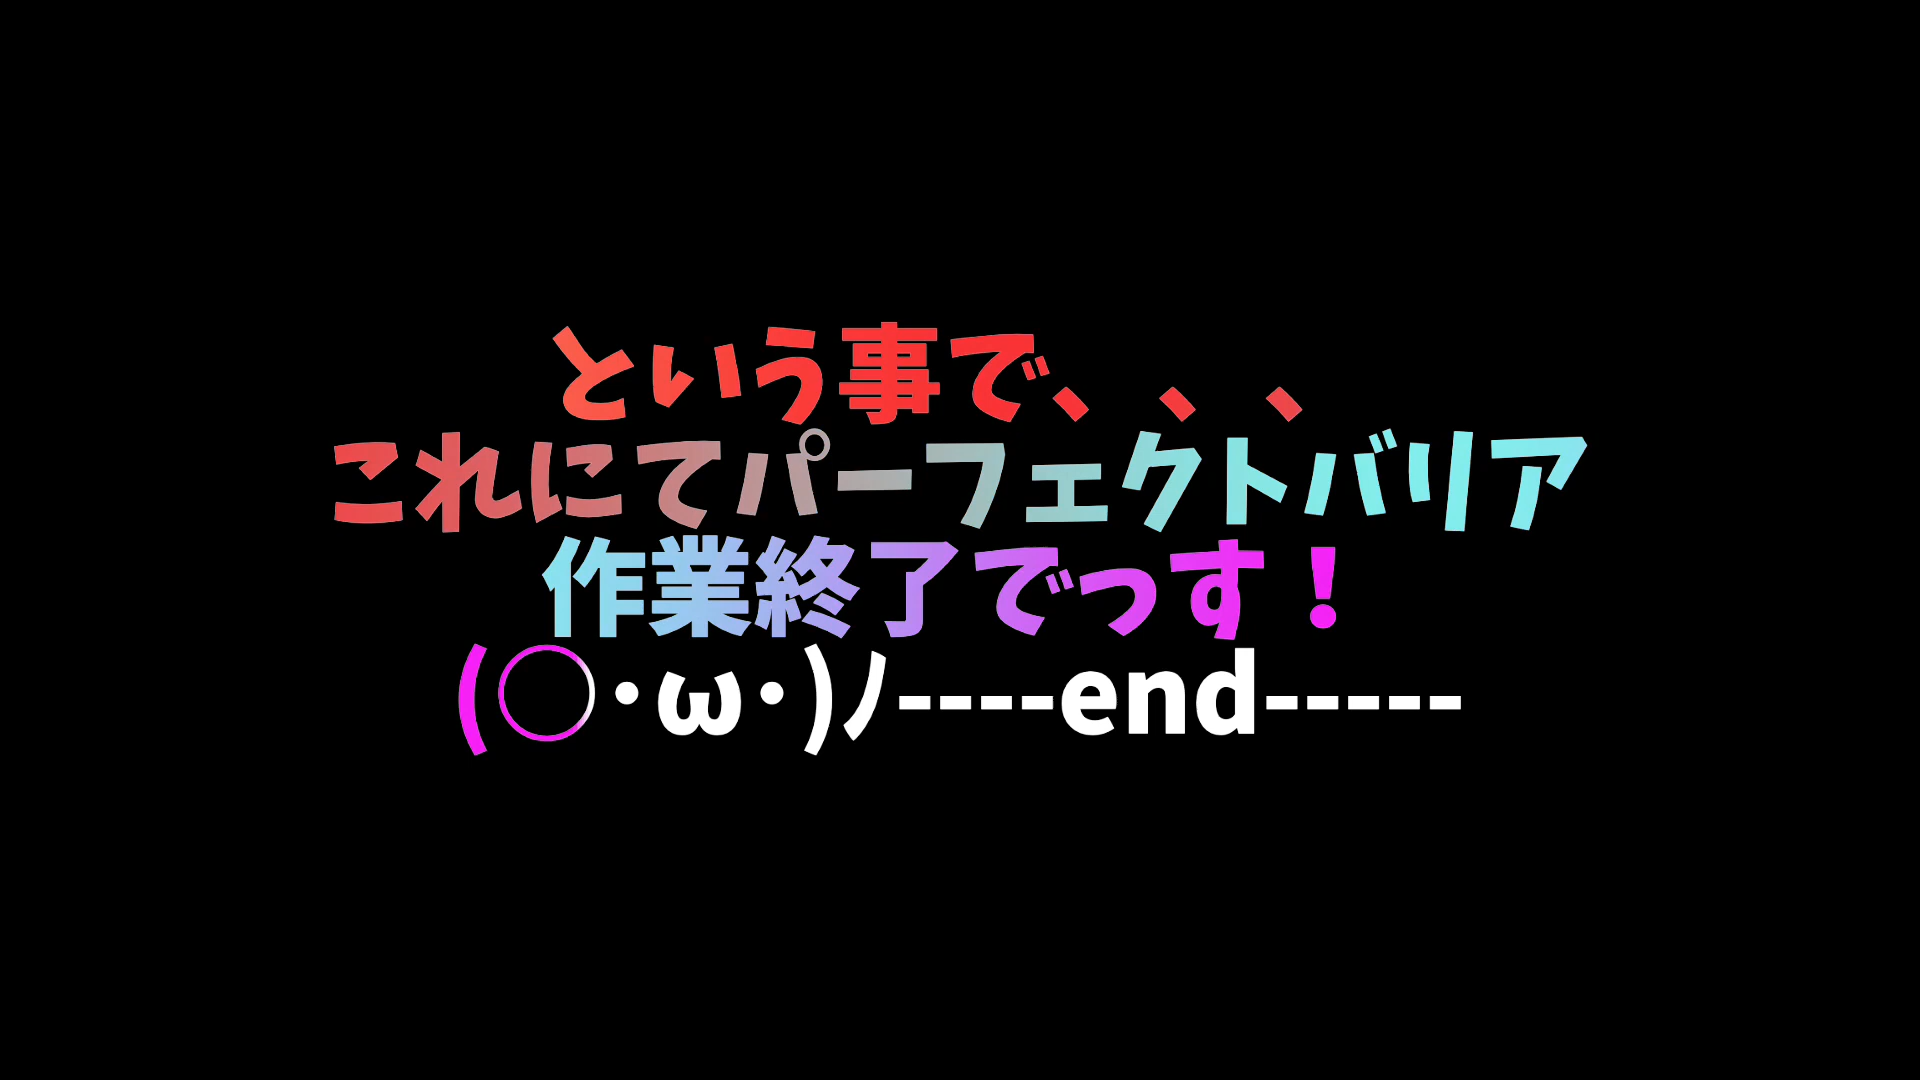 という事で、、、
これにてパーフェクトバリア
作業終了でっす！
(◯･ω･)ﾉ----end-----